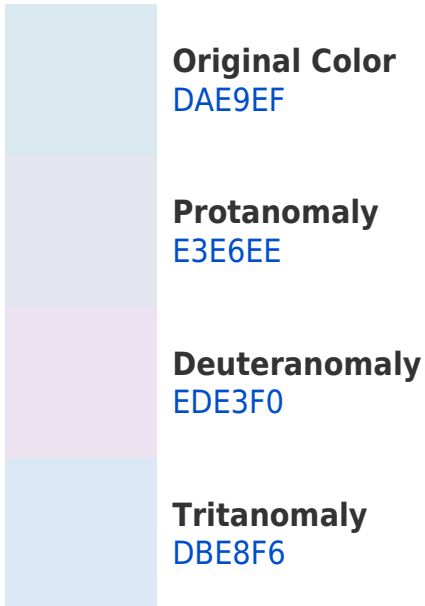 Original Color
DAE9EF
Protanomaly
E3E6EE
Deuteranomaly
EDE3F0
Tritanomaly
DBE8F6